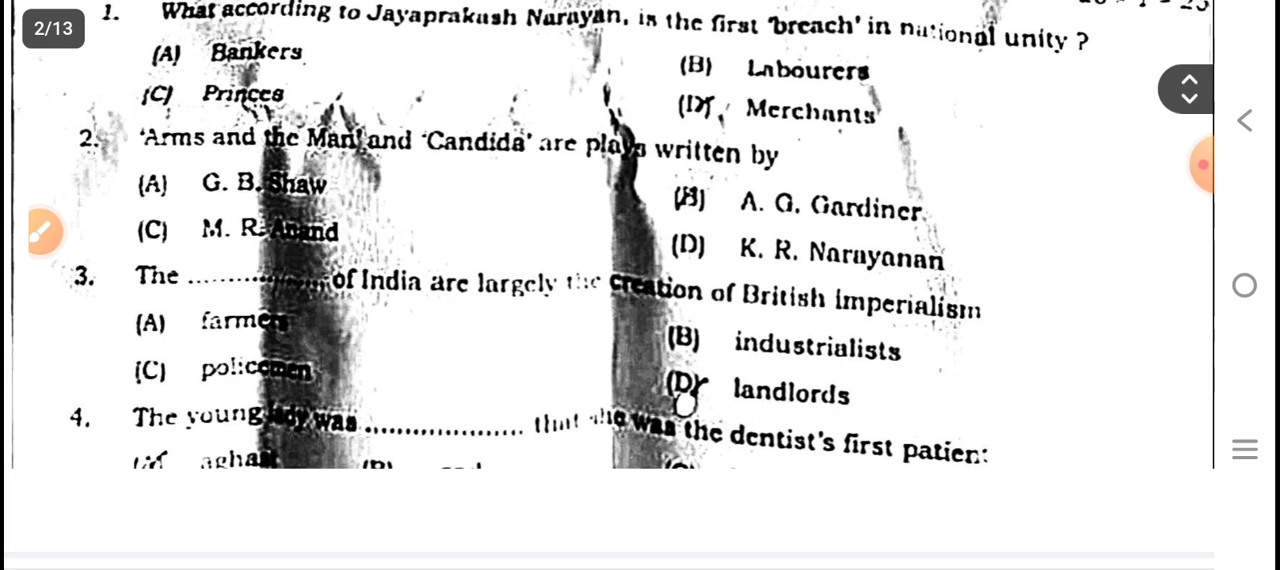 2/13
1. What according to Jayaprakash Narayan, is the first 'breach' in national unity ?
(A) Bankers
(B) Labourers
(C) Princes
(D) Merchants
2. 'Arms and the Man' and 'Candida' are plays written by
(A) G. B. Shaw
(B) A. G. Gardiner
(C) M. R. Anand
(D) K. R. Narayanan
3. The .................. of India are largely the creation of British imperialism
(A) farmers
(B) industrialists
(C) policemen
(D) landlords
4. The young lady was .................... that she was the dentist's first patient
aghast